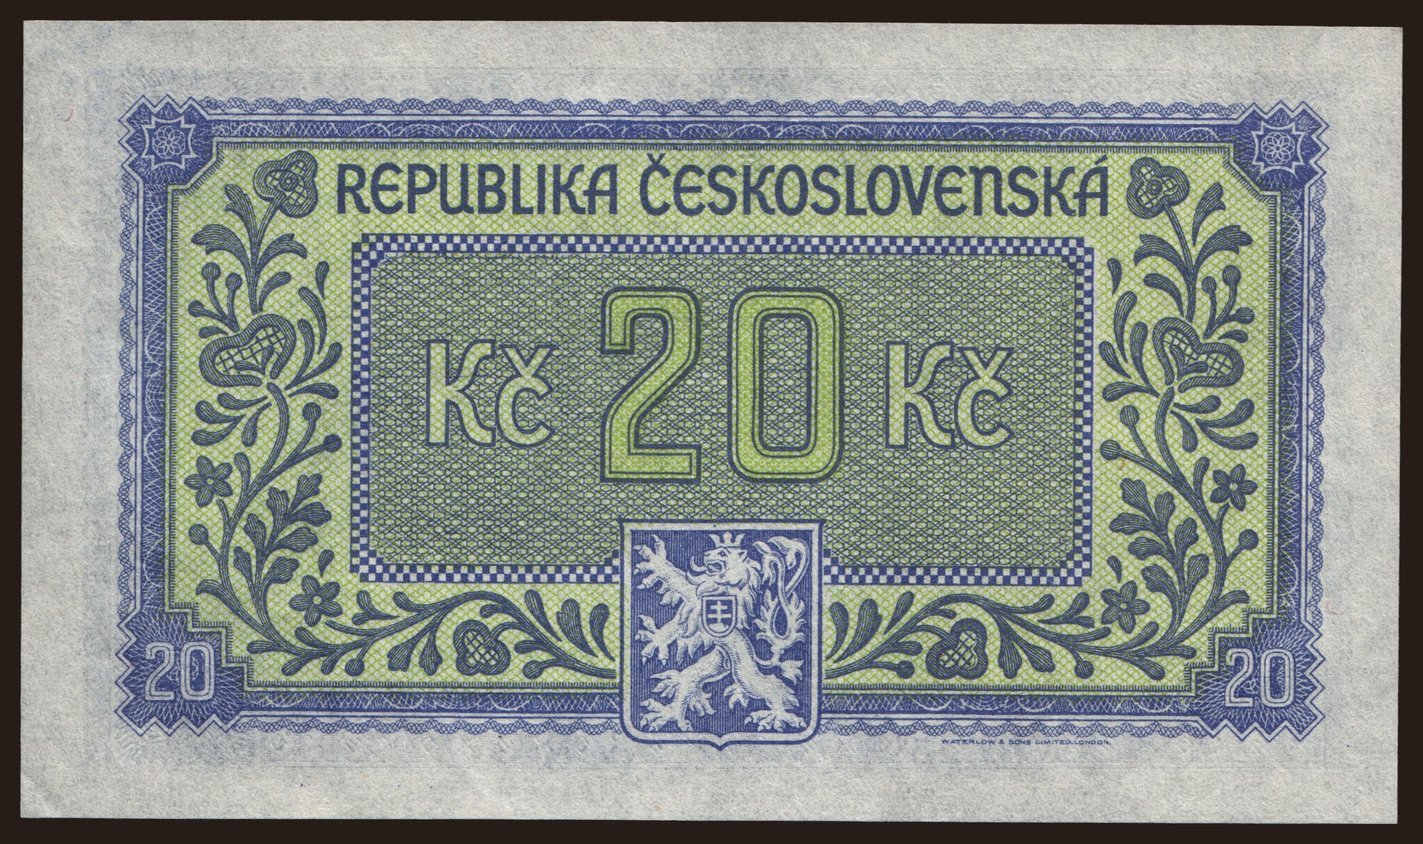 REPUBLIKA ČESKOSLOVENSKÁ
Kč 20 Kč
20 20
WATERLOW & SONS LIMITED, LONDON.